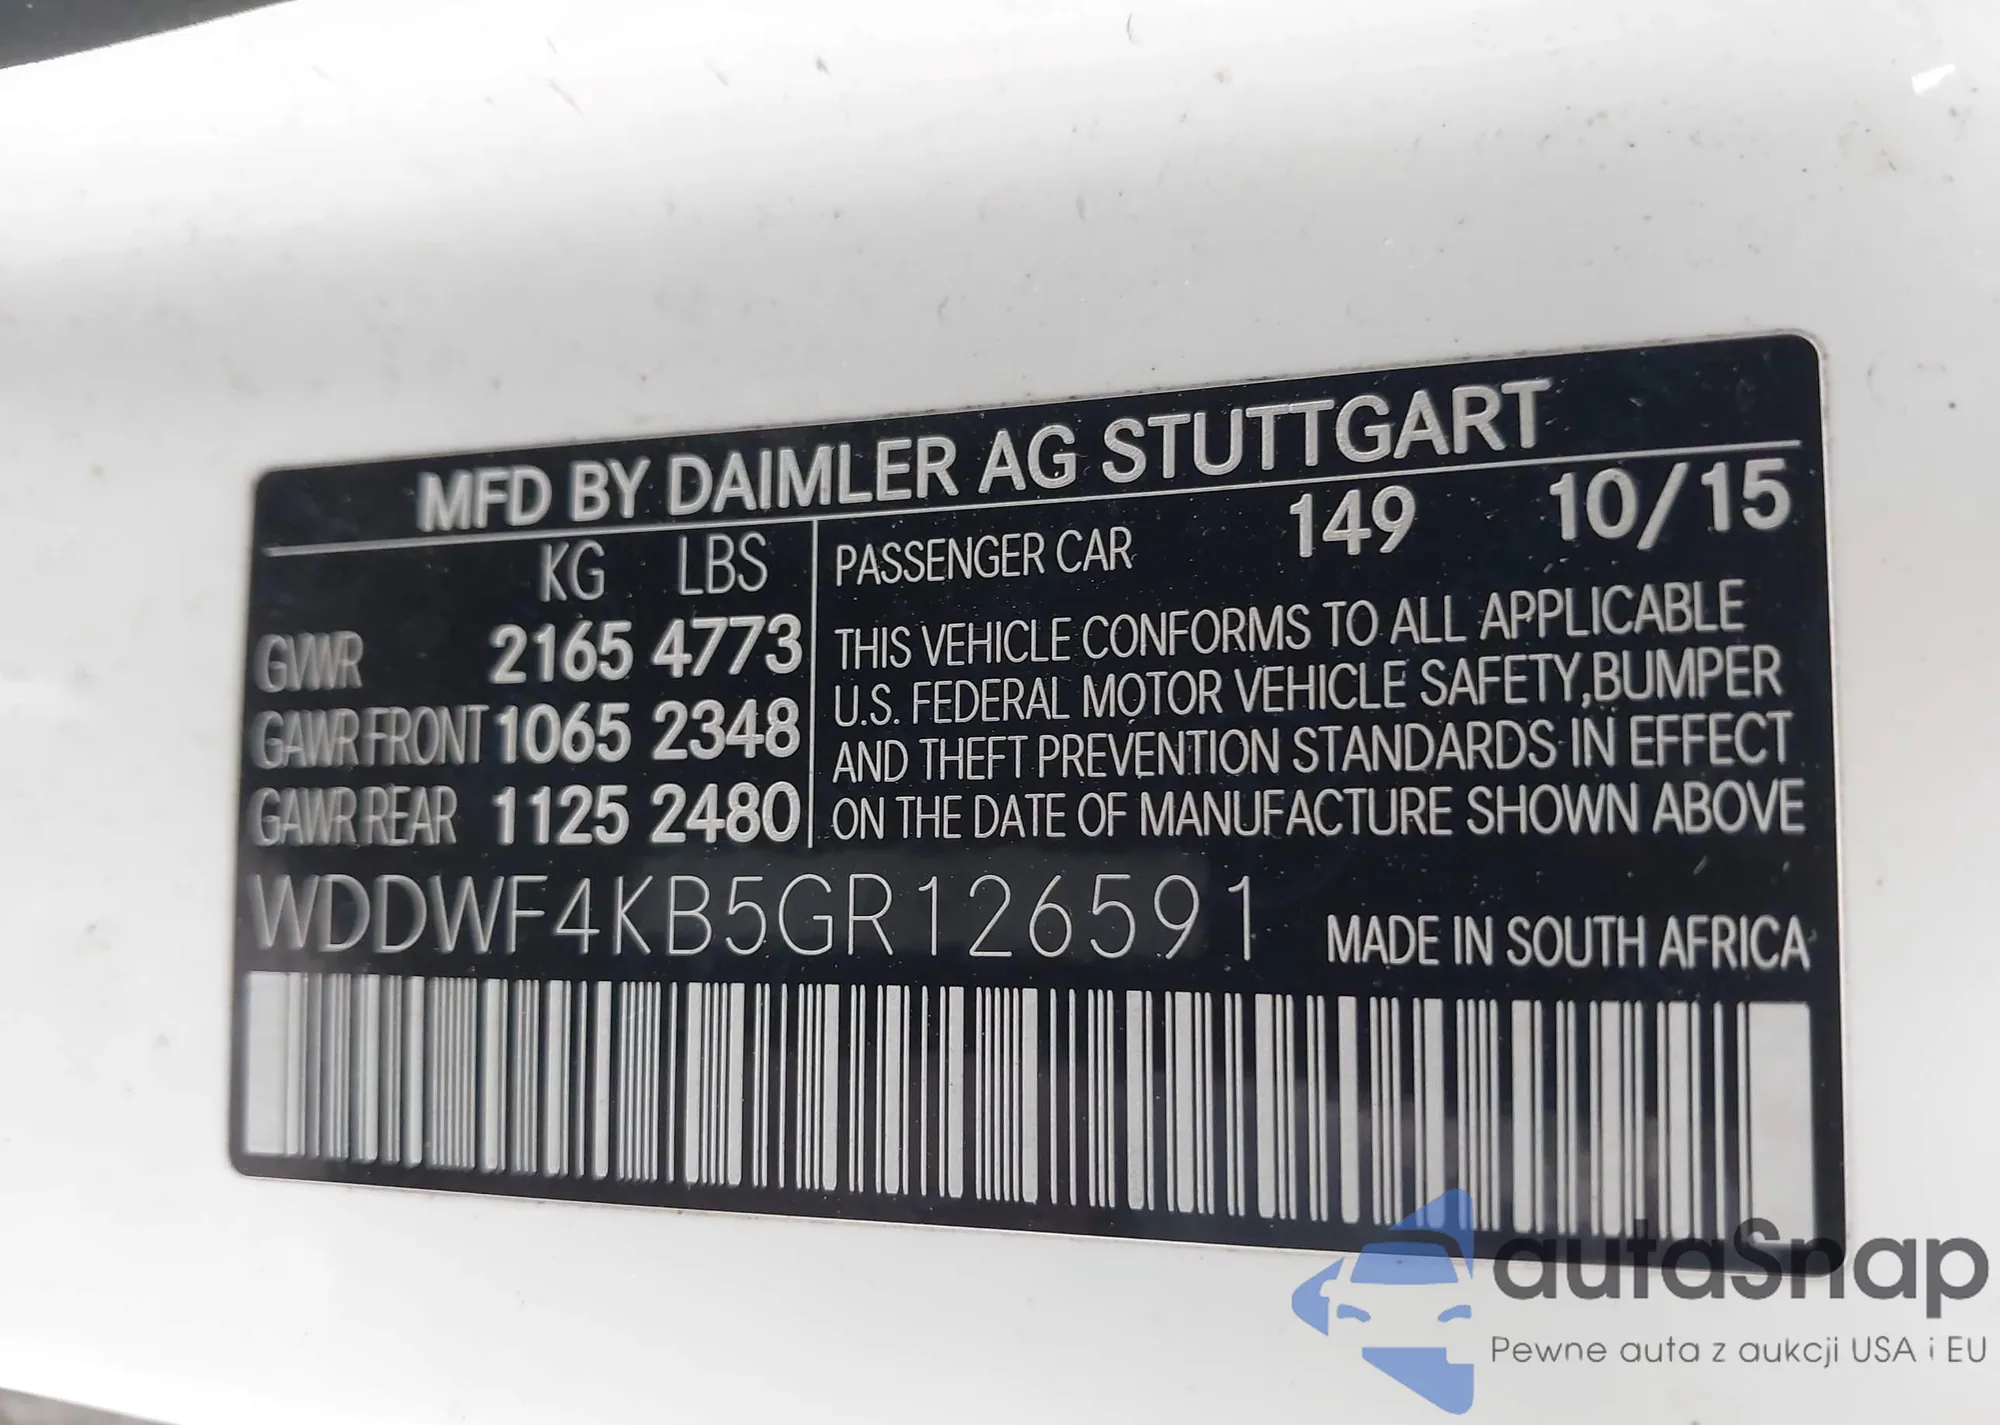 MFD BY DAIMLER AG STUTTGART
KG LBS
GVWR 2165 4773
GAWR FRONT 1065 2348
GAWR REAR 1125 2480
PASSENGER CAR 149 10/15
THIS VEHICLE CONFORMS TO ALL APPLICABLE
U.S. FEDERAL MOTOR VEHICLE SAFETY,BUMPER
AND THEFT PREVENTION STANDARDS IN EFFECT
ON THE DATE OF MANUFACTURE SHOWN ABOVE
WDDWF4KB5GR126591 MADE IN SOUTH AFRICA
autaSnap
Pewne auta z aukcji USA i EU